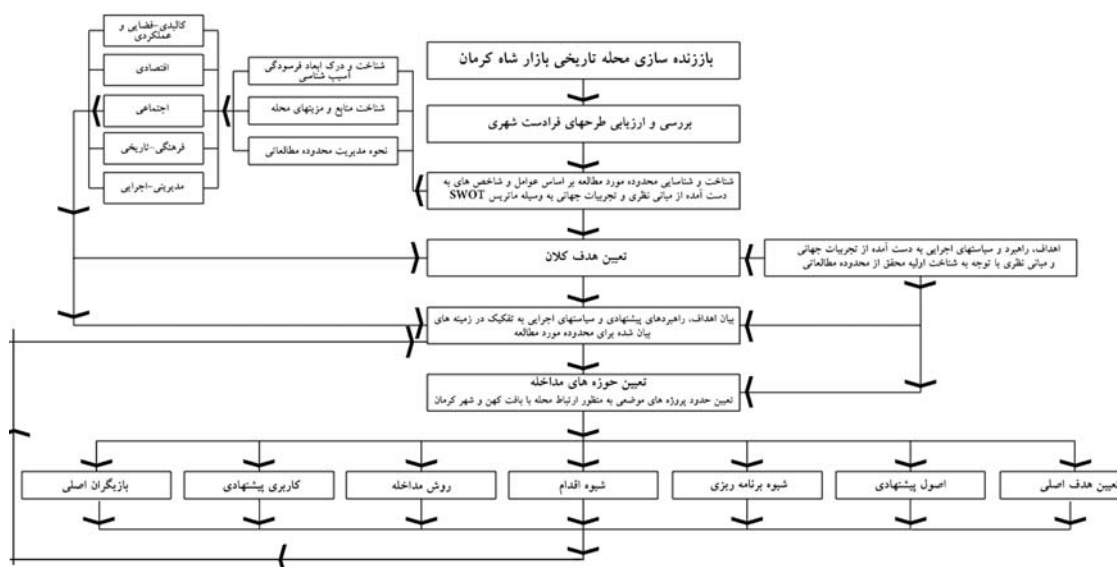 باززنده سازی محله تاریخی بازار شاه کرمان
بررسی و ارزیابی طرحهای فرادست شهری
شناخت و شناسایی محدوده مورد مطالعه بر اساس عوامل و شاخص های به
دست آمده از مبانی نظری و تجربیات جهانی به وسیله ماتریس SWOT
شناخت و درک ابعاد فرسودگی
آسیب شناسی
شناخت منابع و مزیتهای محله
نحوه مدیریت محدوده مطالعاتی
کالبدی-فضایی و
عملکردی
اقتصادی
اجتماعی
فرهنگی-تاریخی
مدیریتی-اجرایی
تعیین هدف کلان
اهداف، راهبرد و سیاستهای اجرایی به دست آمده از تجربیات جهانی
و مبانی نظری با توجه به شناخت اولیه محقق از محدوده مطالعاتی
بیان اهداف، راهبردهای پیشنهادی و سیاستهای اجرایی به تفکیک در زمینه های
بیان شده برای محدوده مورد مطالعه
تعیین حوزه های مداخله
تعیین حدود پروژه های موضعی به منظور ارتباط محله با بافت کهن و شهر کرمان
تعیین هدف اصلی
اصول پیشنهادی
شیوه برنامه ریزی
شیوه اقدام
روش مداخله
کاربری پیشنهادی
بازیگران اصلی